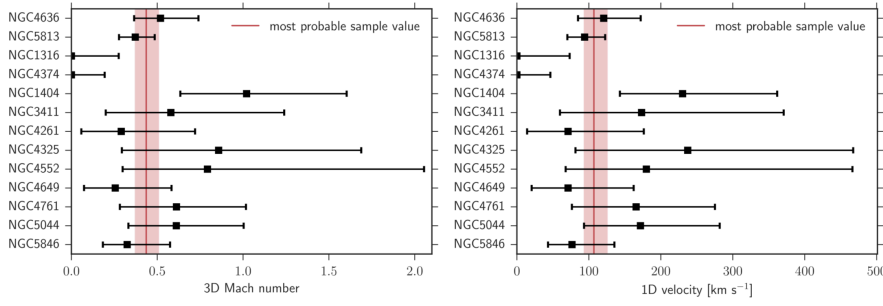 NGC4636
NGC5813
NGC1316
NGC4374
NGC1404
NGC3411
NGC4261
NGC4325
NGC4552
NGC4649
NGC4761
NGC5044
NGC5846
most probable sample value
0.0 0.5 1.0 1.5 2.0
3D Mach number
NGC4636
NGC5813
NGC1316
NGC4374
NGC1404
NGC3411
NGC4261
NGC4325
NGC4552
NGC4649
NGC4761
NGC5044
NGC5846
most probable sample value
0 100 200 300 400 500
1D velocity [km s⁻¹]